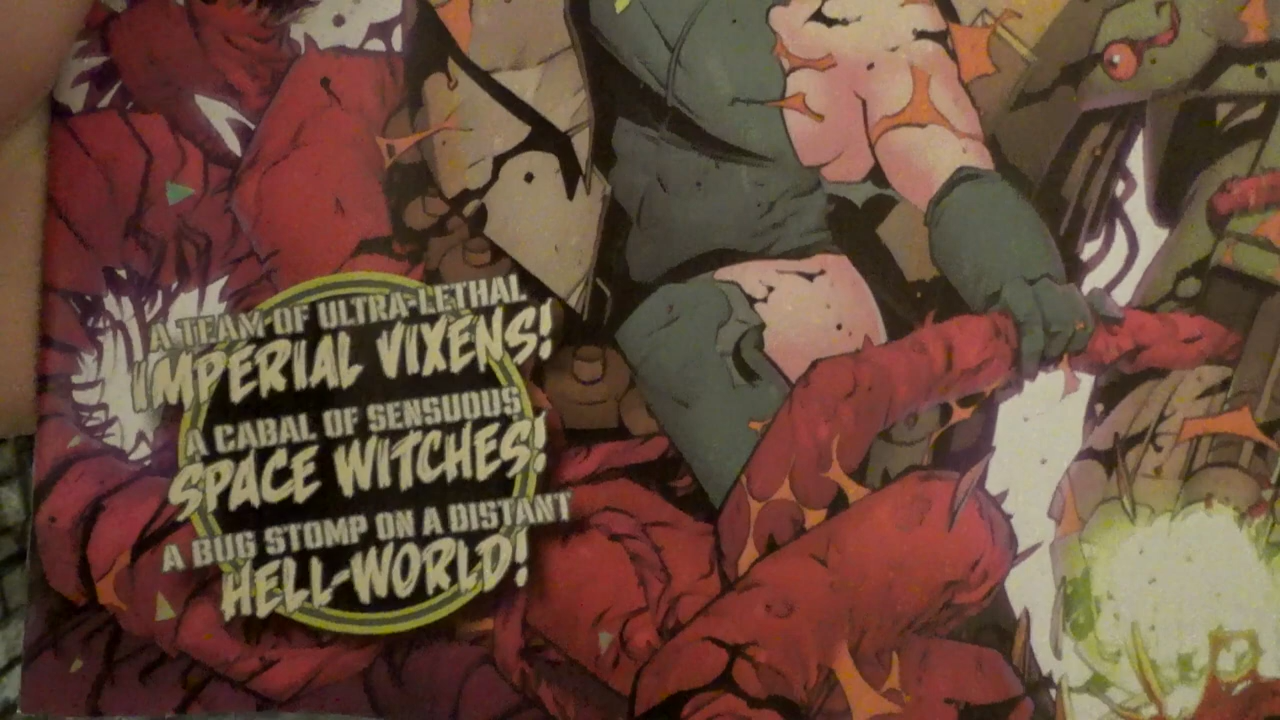 A TEAM OF ULTRA-LETHAL
IMPERIAL VIXENS!
A CABAL OF SENSUOUS
SPACE WITCHES!
A BUG STOMP ON A DISTANT
HELL-WORLD!